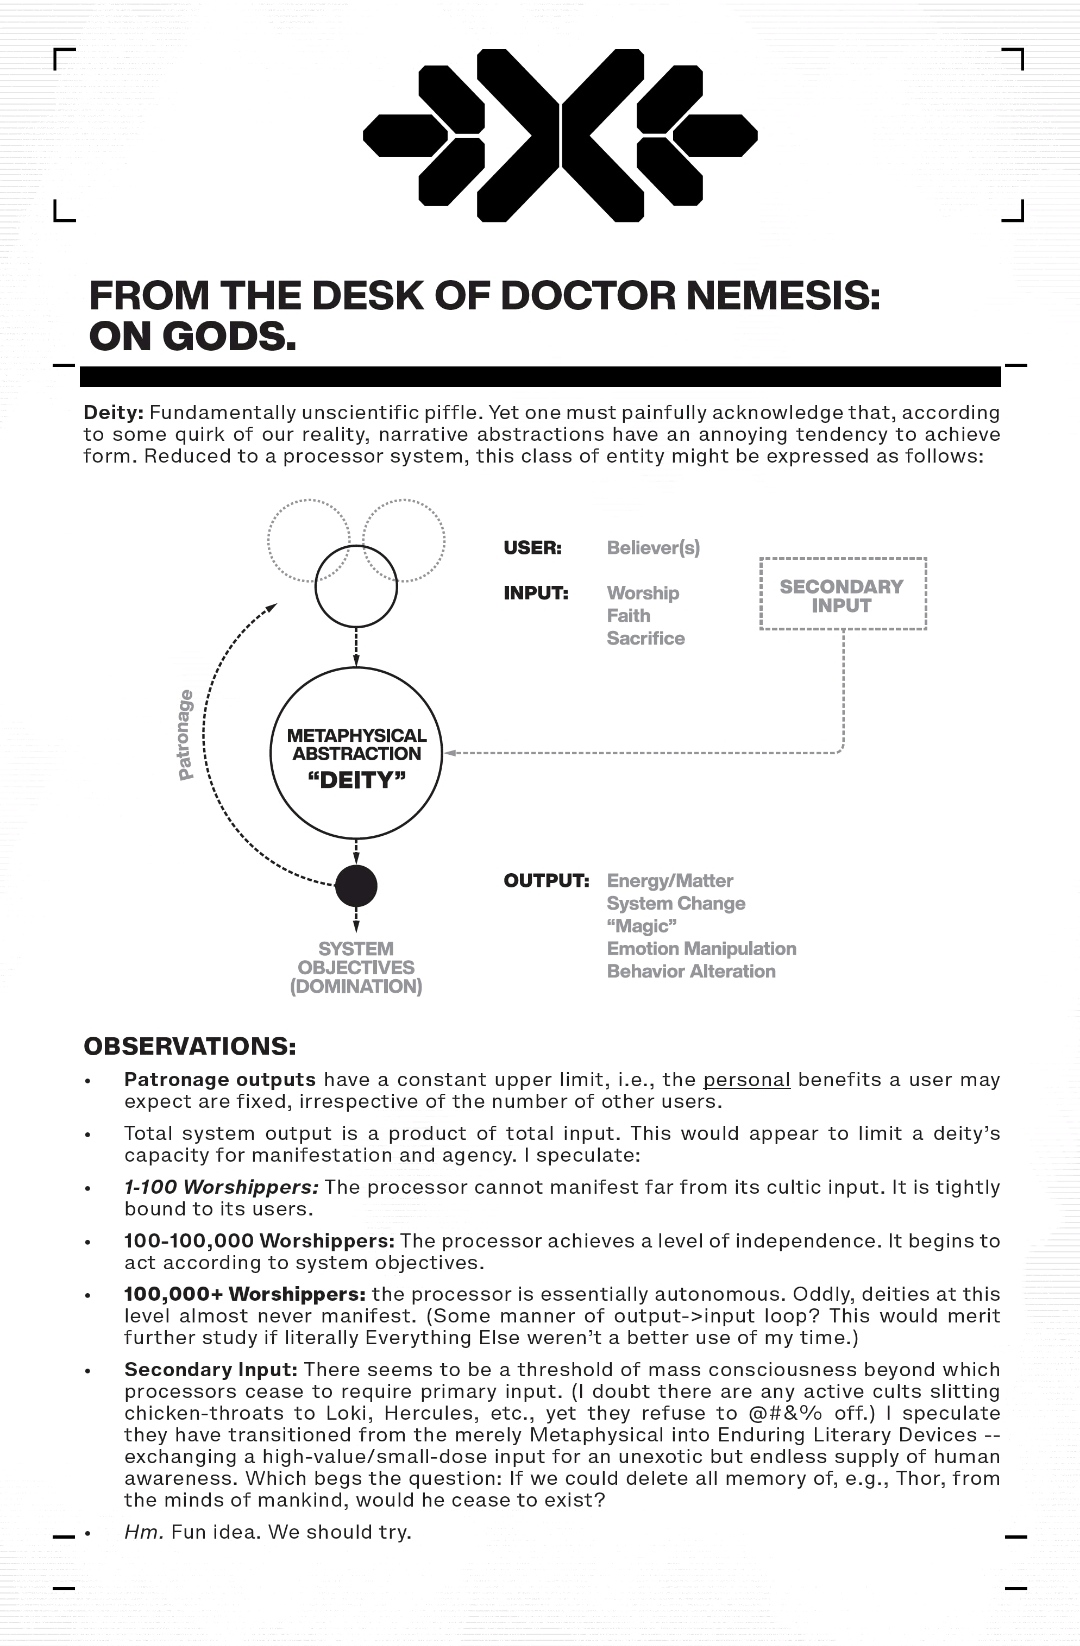 FROM THE DESK OF DOCTOR NEMESIS:
ON GODS.
Deity: Fundamentally unscientific piffle. Yet one must painfully acknowledge that, according
to some quirk of our reality, narrative abstractions have an annoying tendency to achieve
form. Reduced to a processor system, this class of entity might be expressed as follows:
USER: Believer(s)
INPUT: Worship
Faith
Sacrifice
SECONDARY
INPUT
Patronage
METAPHYSICAL
ABSTRACTION
“DEITY”
OUTPUT: Energy/Matter
System Change
“Magic”
Emotion Manipulation
Behavior Alteration
SYSTEM
OBJECTIVES
(DOMINATION)
OBSERVATIONS:
• Patronage outputs have a constant upper limit, i.e., the personal benefits a user may
expect are fixed, irrespective of the number of other users.
• Total system output is a product of total input. This would appear to limit a deity’s
capacity for manifestation and agency. I speculate:
• 1-100 Worshippers: The processor cannot manifest far from its cultic input. It is tightly
bound to its users.
• 100-100,000 Worshippers: The processor achieves a level of independence. It begins to
act according to system objectives.
• 100,000+ Worshippers: the processor is essentially autonomous. Oddly, deities at this
level almost never manifest. (Some manner of output->input loop? This would merit
further study if literally Everything Else weren’t a better use of my time.)
• Secondary Input: There seems to be a threshold of mass consciousness beyond which
processors cease to require primary input. (I doubt there are any active cults slitting
chicken-throats to Loki, Hercules, etc., yet they refuse to @#&% off.) I speculate
they have transitioned from the merely Metaphysical into Enduring Literary Devices --
exchanging a high-value/small-dose input for an unexotic but endless supply of human
awareness. Which begs the question: If we could delete all memory of, e.g., Thor, from
the minds of mankind, would he cease to exist?
• Hm. Fun idea. We should try.